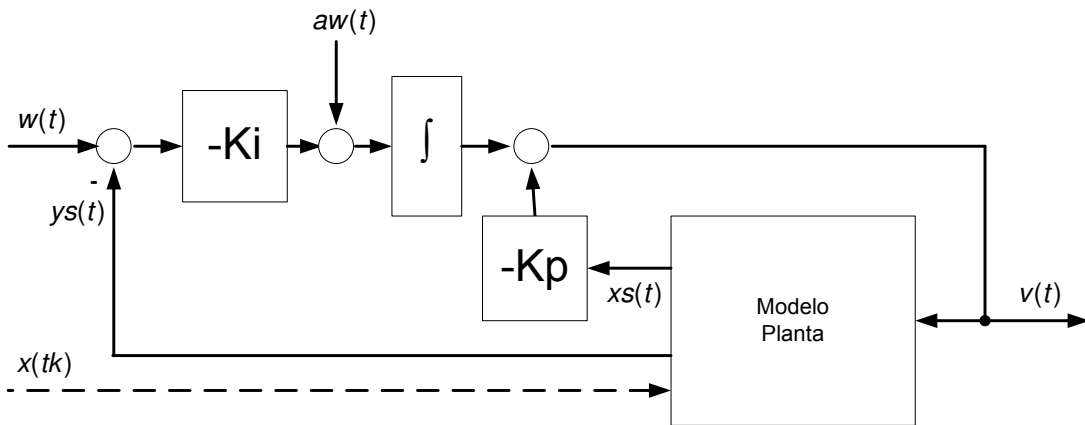 aw(t)
w(t)
-Ki
∫
-
ys(t)
-Kp
xs(t)
Modelo
Planta
v(t)
x(tk)